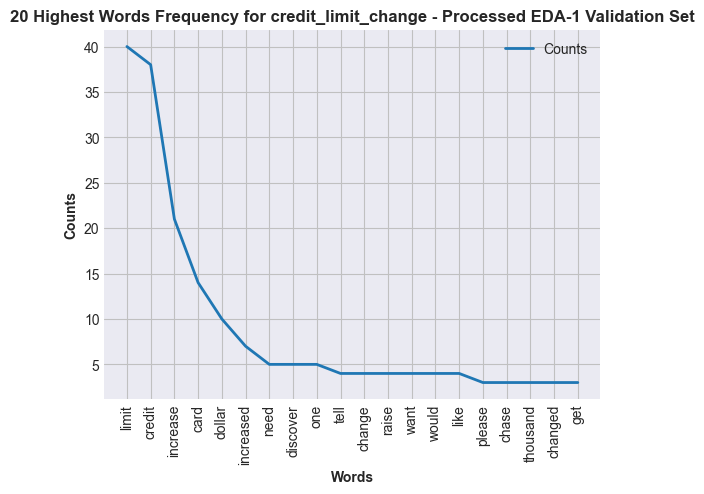 20 Highest Words Frequency for credit_limit_change - Processed EDA-1 Validation Set
Counts
40
35
30
25
20
15
10
5
Counts
limit
credit
increase
card
dollar
increased
need
discover
one
tell
change
raise
want
would
like
please
chase
thousand
changed
get
Words